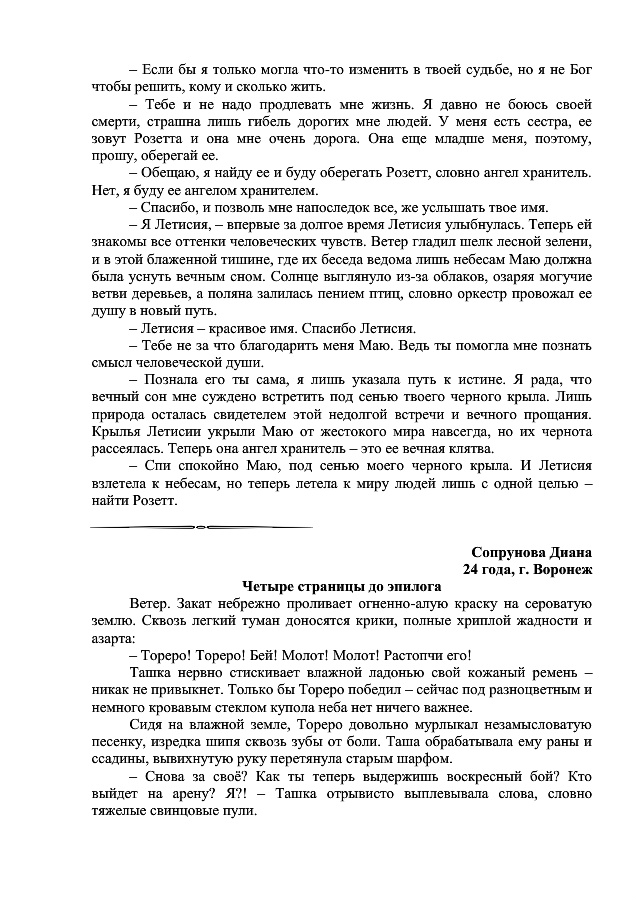 – Если бы я только могла что-то изменить в твоей судьбе, но я не Бог
чтобы решить, кому и сколько жить.
– Тебе и не надо продлевать мне жизнь. Я давно не боюсь своей
смерти, страшна лишь гибель дорогих мне людей. У меня есть сестра, ее
зовут Розетта и она мне очень дорога. Она еще младше меня, поэтому,
прошу, оберегай ее.
– Обещаю, я найду ее и буду оберегать Розетт, словно ангел хранитель.
Нет, я буду ее ангелом хранителем.
– Спасибо, и позволь мне напоследок все, же услышать твое имя.
– Я Летисия, – впервые за долгое время Летисия улыбнулась. Теперь ей
знакомы все оттенки человеческих чувств. Ветер гладил шелк лесной зелени,
и в этой блаженной тишине, где их беседа ведома лишь небесам Маю должна
была уснуть вечным сном. Солнце выглянуло из-за облаков, озаряя могучие
ветви деревьев, а поляна залилась пением птиц, словно оркестр провожал ее
душу в новый путь.
– Летисия – красивое имя. Спасибо Летисия.
– Тебе не за что благодарить меня Маю. Ведь ты помогла мне познать
смысл человеческой души.
– Познала его ты сама, я лишь указала путь к истине. Я рада, что
вечный сон мне суждено встретить под сенью твоего черного крыла. Лишь
природа осталась свидетелем этой недолгой встречи и вечного прощания.
Крылья Летисии укрыли Маю от жестокого мира навсегда, но их чернота
рассеялась. Теперь она ангел хранитель – это ее вечная клятва.
– Спи спокойно Маю, под сенью моего черного крыла. И Летисия
взлетела к небесам, но теперь летела к миру людей лишь с одной целью –
найти Розетт.
Сопрунова Диана
24 года, г. Воронеж
Четыре страницы до эпилога
Ветер. Закат небрежно проливает огненно-алую краску на сероватую
землю. Сквозь легкий туман доносятся крики, полные хриплой жадности и
азарта:
– Тореро! Тореро! Бей! Молот! Молот! Растопчи его!
Ташка нервно стискивает влажной ладонью свой кожаный ремень –
никак не привыкнет. Только бы Тореро победил – сейчас под разноцветным и
немного кровавым стеклом купола неба нет ничего важнее.
Сидя на влажной земле, Тореро довольно мурлыкал незамысловатую
песенку, изредка шипя сквозь зубы от боли. Таша обрабатывала ему раны и
ссадины, вывихнутую руку перетянула старым шарфом.
– Снова за своё? Как ты теперь выдержишь воскресный бой? Кто
выйдет на арену? Я?! – Ташка отрывисто выплевывала слова, словно
тяжелые свинцовые пули.